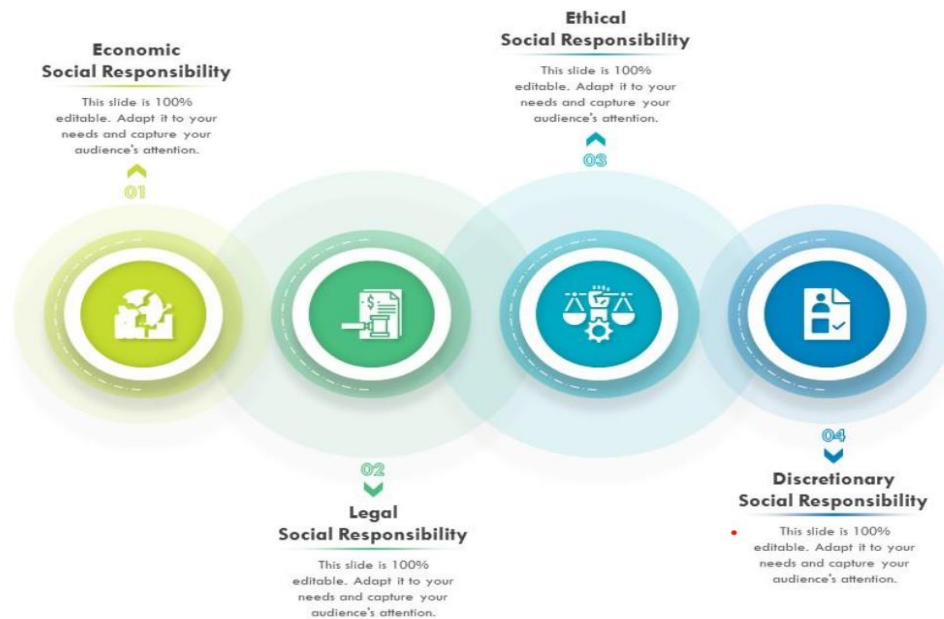 Economic
Social Responsibility
This slide is 100%
editable. Adapt it to your
needs and capture your
audience's attention.
01
02
Legal
Social Responsibility
This slide is 100%
editable. Adapt it to your
needs and capture your
audience's attention.
Ethical
Social Responsibility
This slide is 100%
editable. Adapt it to your
needs and capture your
audience's attention.
03
04
Discretionary
Social Responsibility
This slide is 100%
editable. Adapt it to your
needs and capture your
audience's attention.
$